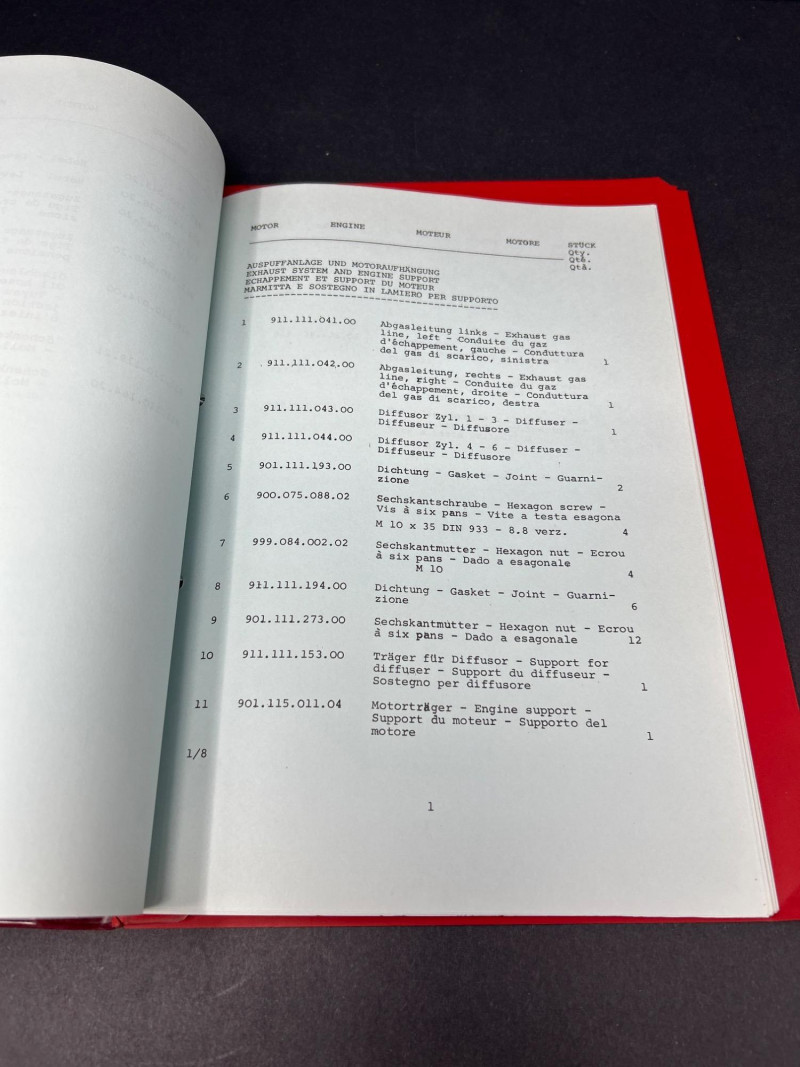 MOTOR ENGINE MOTEUR MOTORE STÜCK
Qty.
Qté.
Qtà.
AUSPUFFANLAGE UND MOTORAUFHÄNGUNG
EXHAUST SYSTEM AND ENGINE SUPPORT
ECHAPPEMENT ET SUPPORT DU MOTEUR
MARMITTA E SOSTEGNO IN LAMIERO PER SUPPORTO
1 911.111.041.00 Abgasleitung links - Exhaust gas
line, left - Conduite du gaz
d'échappement, gauche - Conduttura
del gas di scarico, sinistra 1
2 911.111.042.00 Abgasleitung, rechts - Exhaust gas
line, right - Conduite du gaz
d'échappement, droite - Conduttura
del gas di scarico, destra 1
3 911.111.043.00 Diffusor Zyl. 1 - 3 - Diffuser -
Diffuseur - Diffusore 1
4 911.111.044.00 Diffusor Zyl. 4 - 6 - Diffuser -
Diffuseur - Diffusore
5 901.111.193.00 Dichtung - Gasket - Joint - Guarni-
zione 2
6 900.075.088.02 Sechskantschraube - Hexagon screw -
Vis à six pans - Vite a testa esagona
M 10 x 35 DIN 933 - 8.8 verz. 4
7 999.084.002.02 Sechskantmutter - Hexagon nut - Ecrou
à six pans - Dado a esagonale
M 10 4
8 911.111.194.00 Dichtung - Gasket - Joint - Guarni-
zione 6
9 901.111.273.00 Sechskantmutter - Hexagon nut - Ecrou
à six pans - Dado a esagonale 12
10 911.111.153.00 Träger für Diffusor - Support for
diffuser - Support du diffuseur -
Sostegno per diffusore 1
11 901.115.011.04 Motorträger - Engine support -
Support du moteur - Supporto del
motore 1
1/8
1